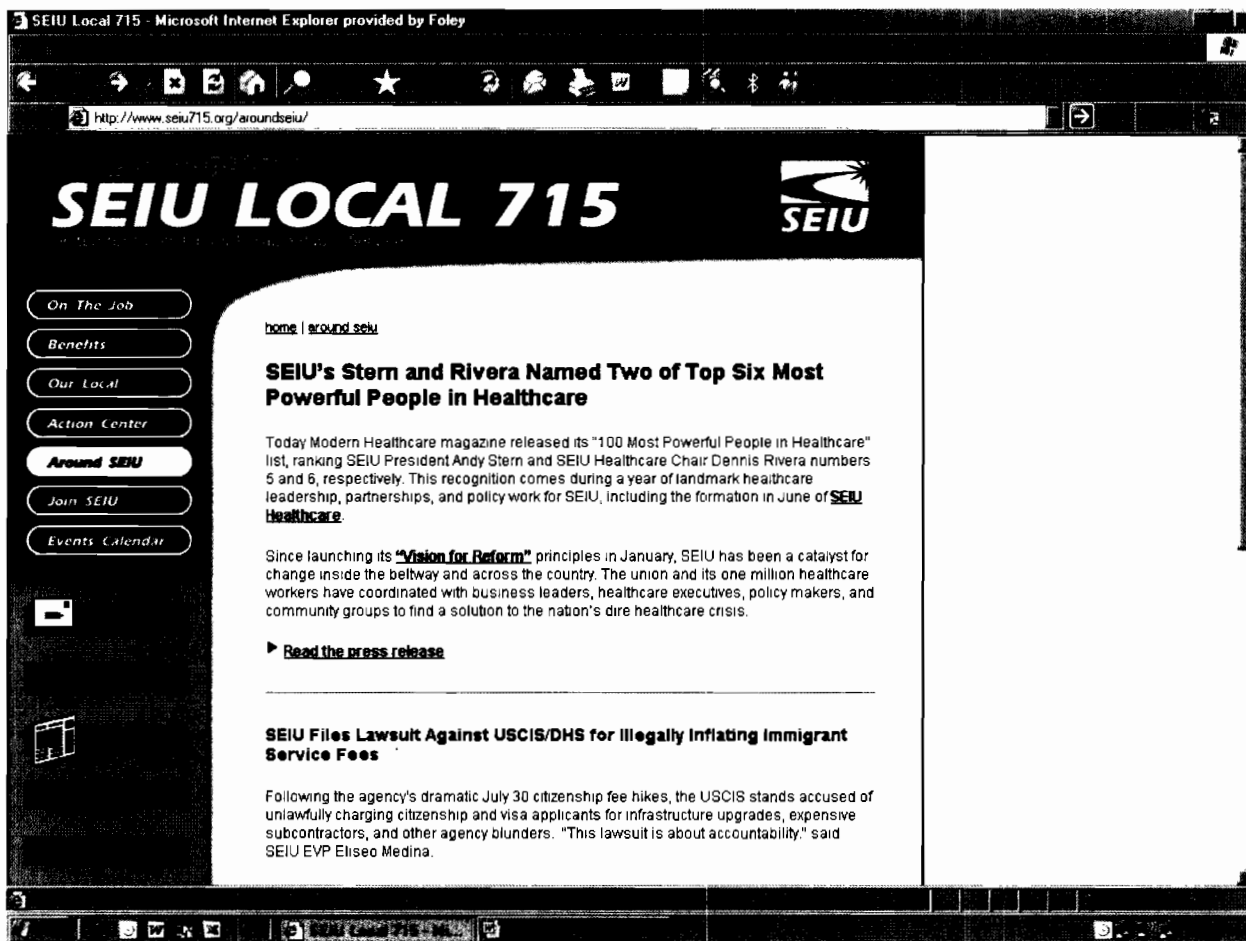 SEIU Local 715 - Microsoft Internet Explorer provided by Foley
http://www.seiu715.org/aroundseiu/
SEIU LOCAL 715
SEIU
On The Job
Benefits
Our Local
Action Center
Around SEIU
Join SEIU
Events Calendar
home | around seiu
SEIU's Stern and Rivera Named Two of Top Six Most
Powerful People in Healthcare
Today Modern Healthcare magazine released its "100 Most Powerful People in Healthcare"
list, ranking SEIU President Andy Stern and SEIU Healthcare Chair Dennis Rivera numbers
5 and 6, respectively. This recognition comes during a year of landmark healthcare
leadership, partnerships, and policy work for SEIU, including the formation in June of SEIU
Healthcare.
Since launching its "Vision for Reform" principles in January, SEIU has been a catalyst for
change inside the beltway and across the country. The union and its one million healthcare
workers have coordinated with business leaders, healthcare executives, policy makers, and
community groups to find a solution to the nation's dire healthcare crisis.
Read the press release
SEIU Files Lawsuit Against USCIS/DHS for Illegally Inflating Immigrant
Service Fees
Following the agency's dramatic July 30 citizenship fee hikes, the USCIS stands accused of
unlawfully charging citizenship and visa applicants for infrastructure upgrades, expensive
subcontractors, and other agency blunders. "This lawsuit is about accountability." said
SEIU EVP Eliseo Medina.
SEIU Local 715 - Mi...